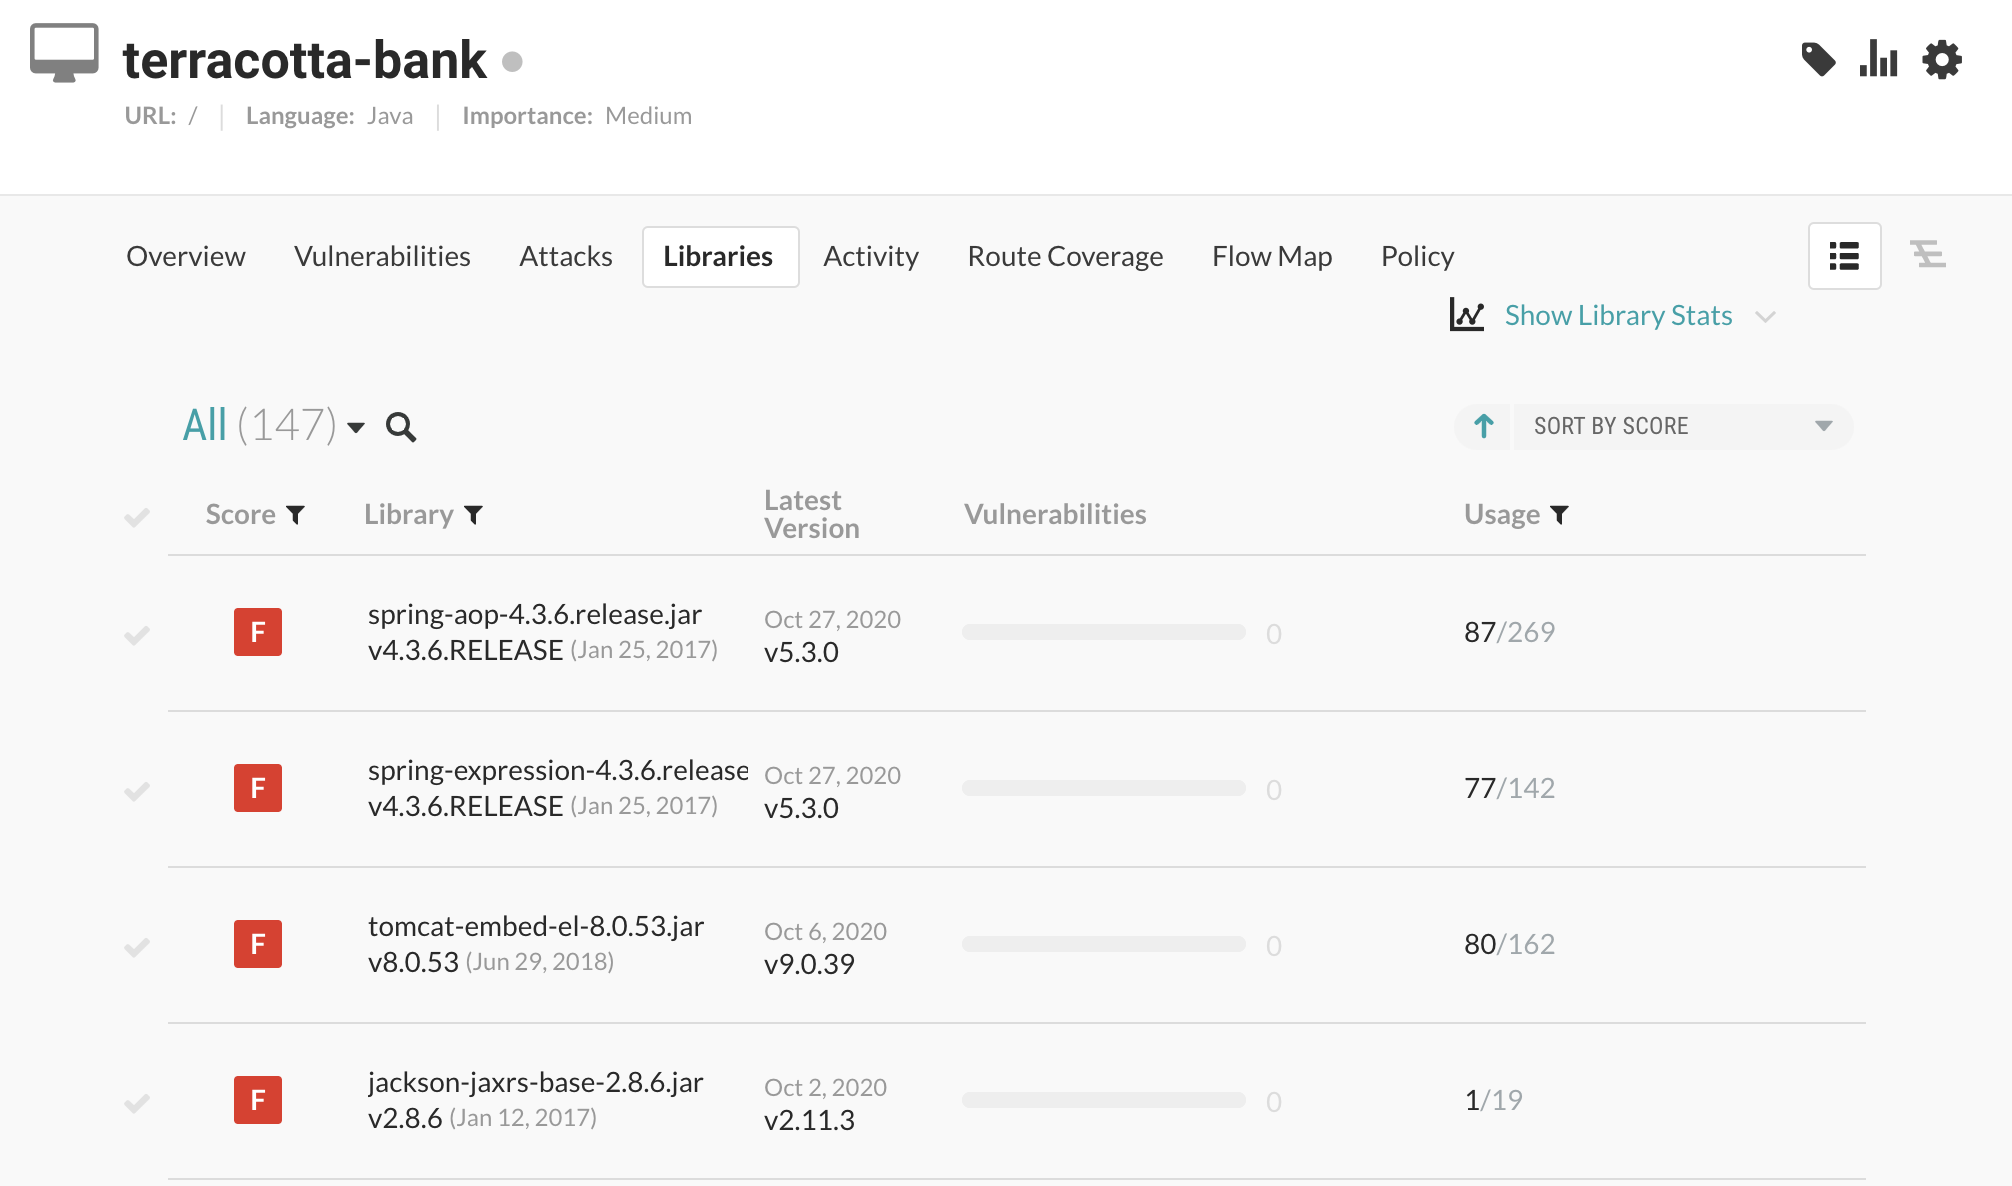 terracotta-bank
URL: / Language: Java Importance: Medium
Overview Vulnerabilities Attacks Libraries Activity Route Coverage Flow Map Policy
Show Library Stats
All (147)
SORT BY SCORE
Score Library Latest Version Vulnerabilities Usage
F spring-aop-4.3.6.release.jar Oct 27, 2020 0 87/269
v4.3.6.RELEASE (Jan 25, 2017) v5.3.0
F spring-expression-4.3.6.release Oct 27, 2020 0 77/142
v4.3.6.RELEASE (Jan 25, 2017) v5.3.0
F tomcat-embed-el-8.0.53.jar Oct 6, 2020 0 80/162
v8.0.53 (Jun 29, 2018) v9.0.39
F jackson-jaxrs-base-2.8.6.jar Oct 2, 2020 0 1/19
v2.8.6 (Jan 12, 2017) v2.11.3